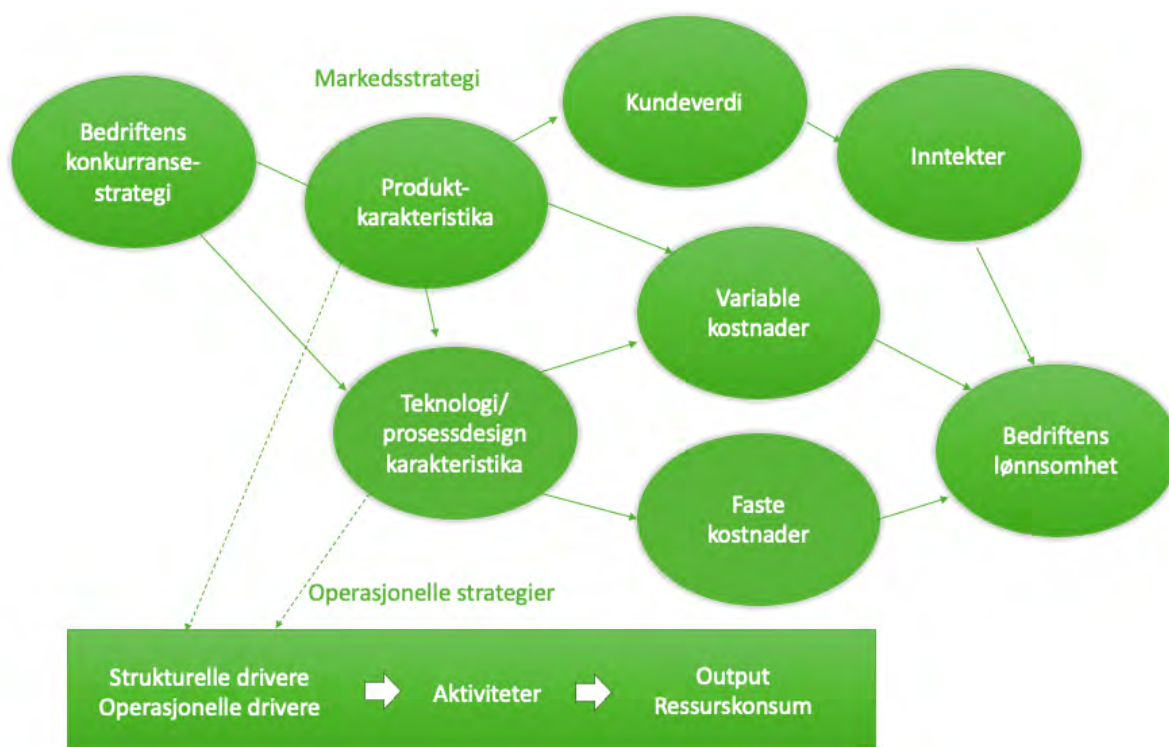 Markedsstrategi
Bedriftens
konkurranse-
strategi
Produkt-
karakteristika
Kundeverdi
Inntekter
Variable
kostnader
Teknologi/
prosessdesign
karakteristika
Bedriftens
lønnsomhet
Faste
kostnader
Operasjonelle strategier
Strukturelle drivere
Operasjonelle drivere
Aktiviteter
Output
Ressurskonsum